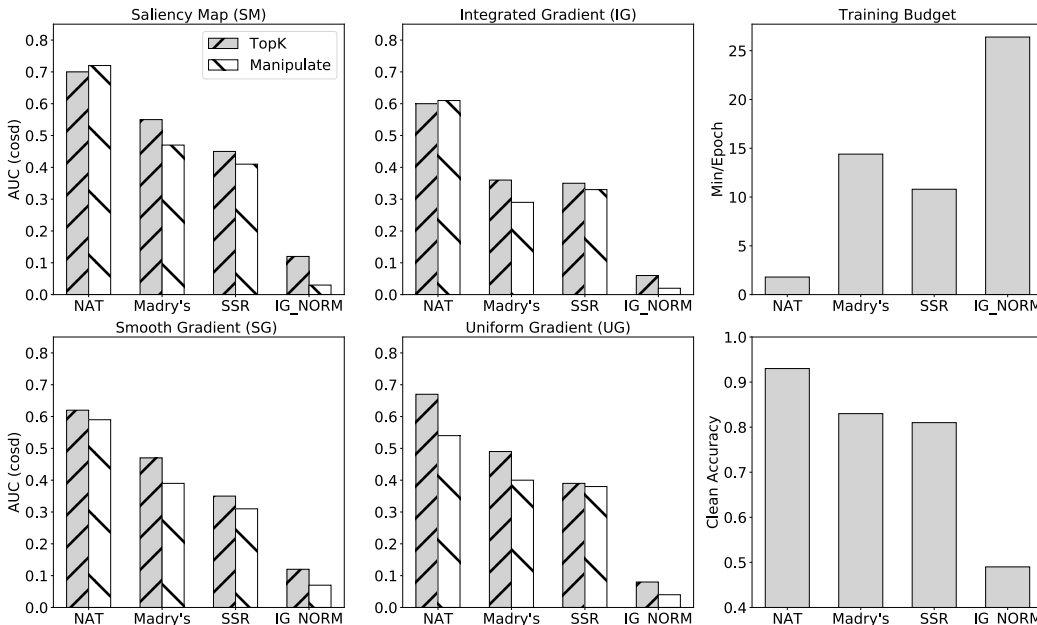 Saliency Map (SM)
AUC (cosd)
0.8
0.7
0.6
0.5
0.4
0.3
0.2
0.1
0.0
TopK
Manipulate
NAT Madry's SSR IG_NORM
Integrated Gradient (IG)
0.8
0.7
0.6
0.5
0.4
0.3
0.2
0.1
0.0
NAT Madry's SSR IG_NORM
Training Budget
Min/Epoch
25
20
15
10
5
0
NAT Madry's SSR IG_NORM
Smooth Gradient (SG)
AUC (cosd)
0.8
0.7
0.6
0.5
0.4
0.3
0.2
0.1
0.0
NAT Madry's SSR IG_NORM
Uniform Gradient (UG)
0.8
0.7
0.6
0.5
0.4
0.3
0.2
0.1
0.0
NAT Madry's SSR IG_NORM
Clean Accuracy
1.0
0.9
0.8
0.7
0.6
0.5
0.4
NAT Madry's SSR IG_NORM